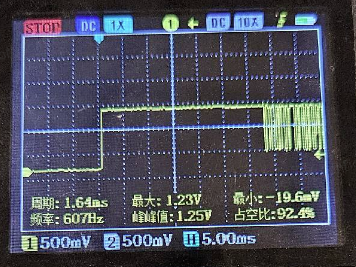 STOP DC 1X 1 DC 10X
周期: 1.64ms 最大: 1.23V 最小: -19.6mV
频率: 607Hz 峰峰值: 1.25V 占空比: 92.4%
1 500mV 2 500mV H 5.00ms